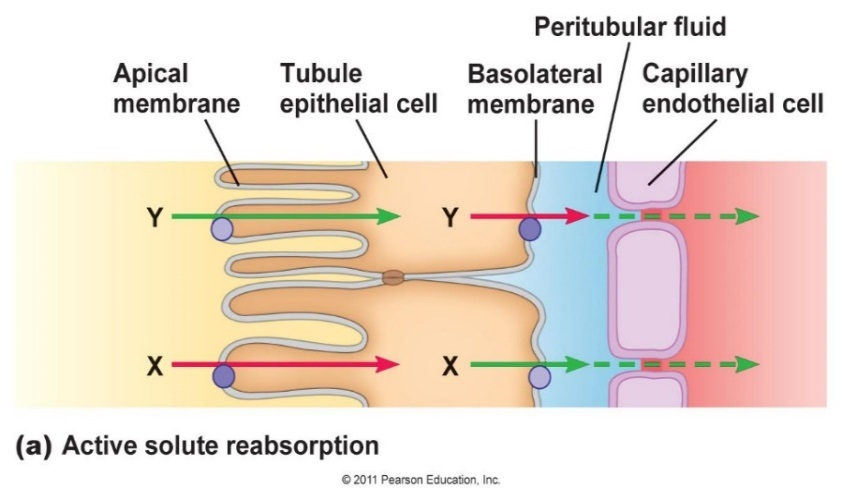 Peritubular fluid
Apical
membrane
Tubule
epithelial cell
Basolateral
membrane
Capillary
endothelial cell
Y
Y
X
X
(a) Active solute reabsorption
© 2011 Pearson Education, Inc.